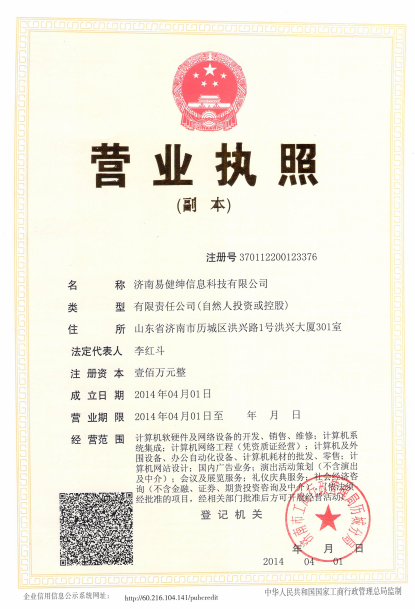 营业执照
(副 本)
注册号 370112200123376
名 称 济南易健绅信息科技有限公司
类 型 有限责任公司(自然人投资或控股)
住 所 山东省济南市历城区洪兴路1号洪兴大厦301室
法定代表人 李红斗
注册资本 壹佰万元整
成立日期 2014年04月01日
营业期限 2014年04月01日至 年 月 日
经营范围 计算机软硬件及网络设备的开发、销售、维修；计算机系
统集成；计算机网络工程（凭资质证经营）；计算机及外
围设备、办公自动化设备、计算机耗材的批发、零售；计
算机网站设计；国内广告业务；演出活动策划（不含演出
及中介）；会议及展览服务；礼仪庆典服务；社会经济咨
询（不含金融、证券、期货投资咨询及中介）。（依法须
经批准的项目，经相关部门批准后方可开展经营活动）
登记机关
年 月 日
2014 04 01
企业信用信息公示系统网址： http://60.216.104.141/pubcredit
中华人民共和国国家工商行政管理总局监制